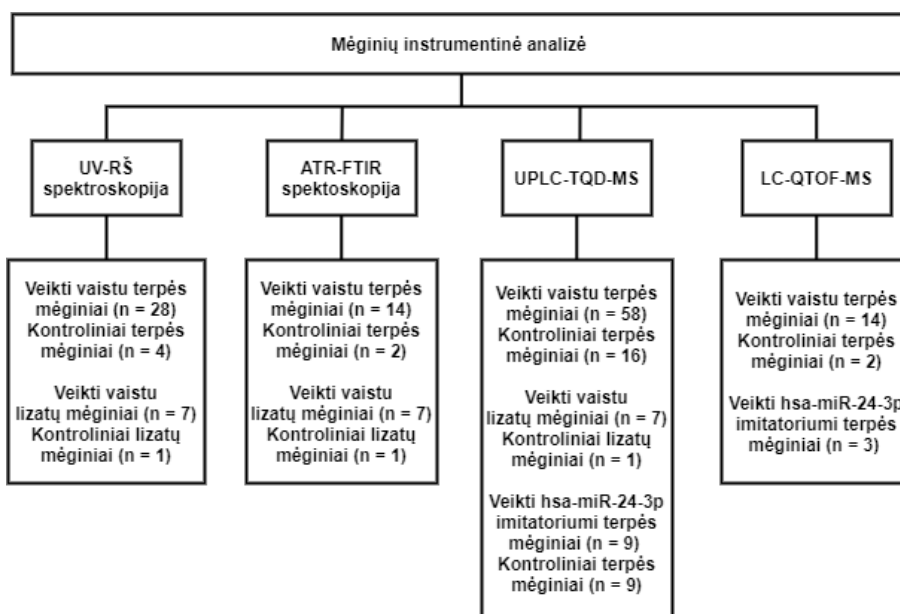 Mėginių instrumentinė analizė
UV-RŠ
spektroskopija
ATR-FTIR
spektoskopija
UPLC-TQD-MS
LC-QTOF-MS
Veikti vaistu terpės
mėginiai (n = 28)
Kontroliniai terpės
mėginiai (n = 4)
Veikti vaistu
lizatų mėginiai (n = 7)
Kontroliniai lizatų
mėginiai (n = 1)
Veikti vaistu terpės
mėginiai (n = 14)
Kontroliniai terpės
mėginiai (n = 2)
Veikti vaistu
lizatų mėginiai (n = 7)
Kontroliniai lizatų
mėginiai (n = 1)
Veikti vaistu terpės
mėginiai (n = 58)
Kontroliniai terpės
mėginiai (n = 16)
Veikti vaistu
lizatų mėginiai (n = 7)
Kontroliniai lizatų
mėginiai (n = 1)
Veikti hsa-miR-24-3p
imitatoriumi terpės
mėginiai (n = 9)
Kontroliniai terpės
mėginiai (n = 9)
Veikti vaistu terpės
mėginiai (n = 14)
Kontroliniai terpės
mėginiai (n = 2)
Veikti hsa-miR-24-3p
imitatoriumi terpės
mėginiai (n = 3)